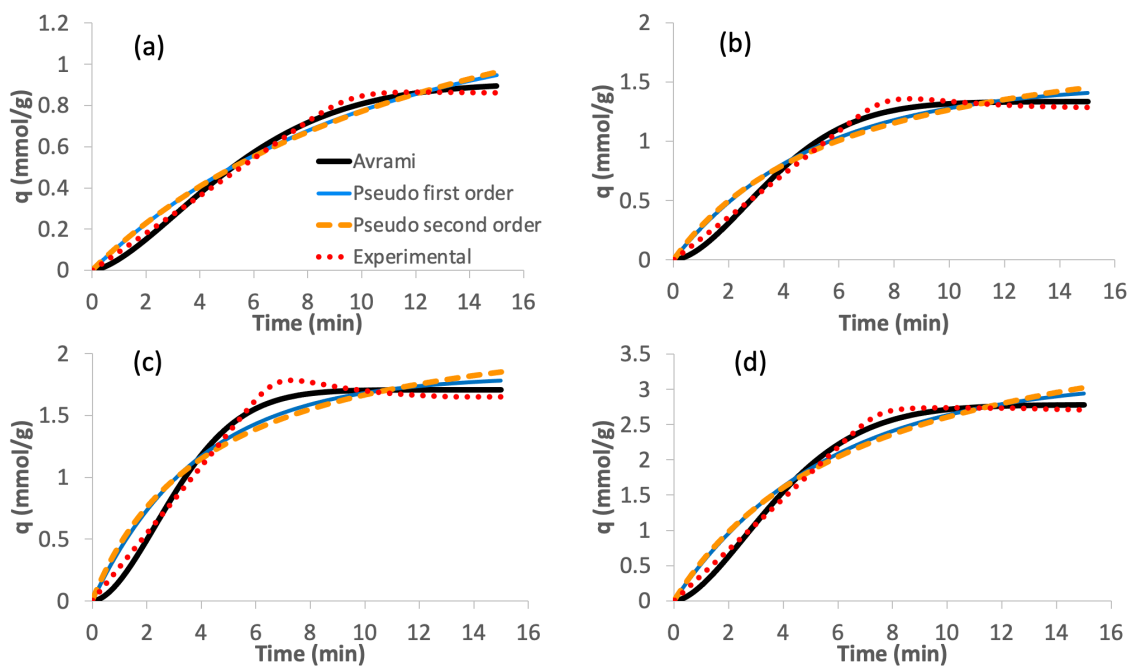 (a)
q (mmol/g)
1.2
1
0.8
0.6
0.4
0.2
0
0 2 4 6 8 10 12 14 16
Time (min)
Avrami
Pseudo first order
Pseudo second order
Experimental
(b)
q (mmol/g)
2
1.5
1
0.5
0
0 2 4 6 8 10 12 14 16
Time (min)
(c)
q (mmol/g)
2
1.5
1
0.5
0
0 2 4 6 8 10 12 14 16
Time (min)
(d)
q (mmol/g)
3.5
3
2.5
2
1.5
1
0.5
0
0 2 4 6 8 10 12 14 16
Time (min)